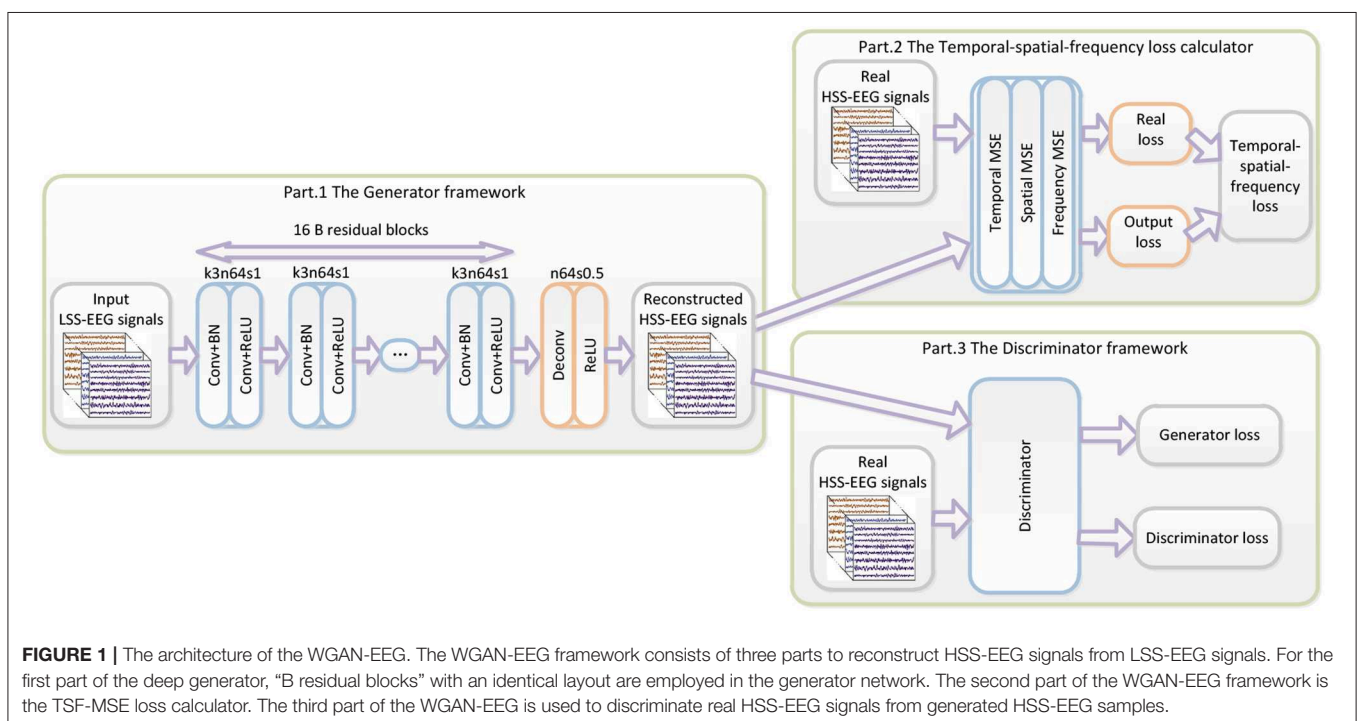 Part.1 The Generator framework
16 B residual blocks
k3n64s1
k3n64s1
k3n64s1
n64s0.5
Input
LSS-EEG signals
Conv+BN
Conv+ReLU
Conv+BN
Conv+ReLU
...
Conv+BN
Conv+ReLU
Deconv
ReLU
Reconstructed
HSS-EEG signals
Part.2 The Temporal-spatial-frequency loss calculator
Real
HSS-EEG signals
Temporal MSE
Spatial MSE
Frequency MSE
Real
loss
Output
loss
Temporal-
spatial-
frequency
loss
Part.3 The Discriminator framework
Real
HSS-EEG signals
Discriminator
Generator loss
Discriminator loss
FIGURE 1 | The architecture of the WGAN-EEG. The WGAN-EEG framework consists of three parts to reconstruct HSS-EEG signals from LSS-EEG signals. For the
first part of the deep generator, “B residual blocks” with an identical layout are employed in the generator network. The second part of the WGAN-EEG framework is
the TSF-MSE loss calculator. The third part of the WGAN-EEG is used to discriminate real HSS-EEG signals from generated HSS-EEG samples.